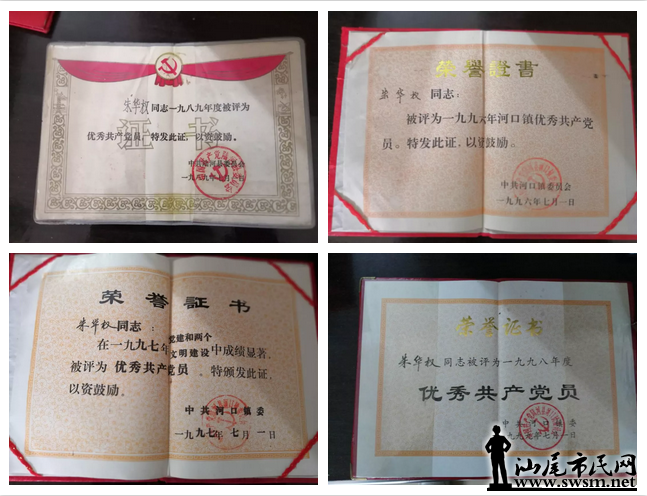 朱华权同志一九八九年度被评为
优秀共产党员。特发此证，以资鼓励。
证书
中共陆河县委员会
荣誉證書
朱华权同志：
被评为一九九六年河口镇优秀共产党
员。特发此证，以资鼓励。
中共河口镇委员会
一九九六年七月一日
荣誉証书
朱华权同志：
在一九九七年党建和两个
文明建设中成绩显著，
被评为优秀共产党员。特颁发此证，
以资鼓励。
中共河口镇委
一九九七年七月一日
荣誉证书
朱华权同志被评为一九九八年度
优秀共产党员
汕尾市民网
www.swsm.net